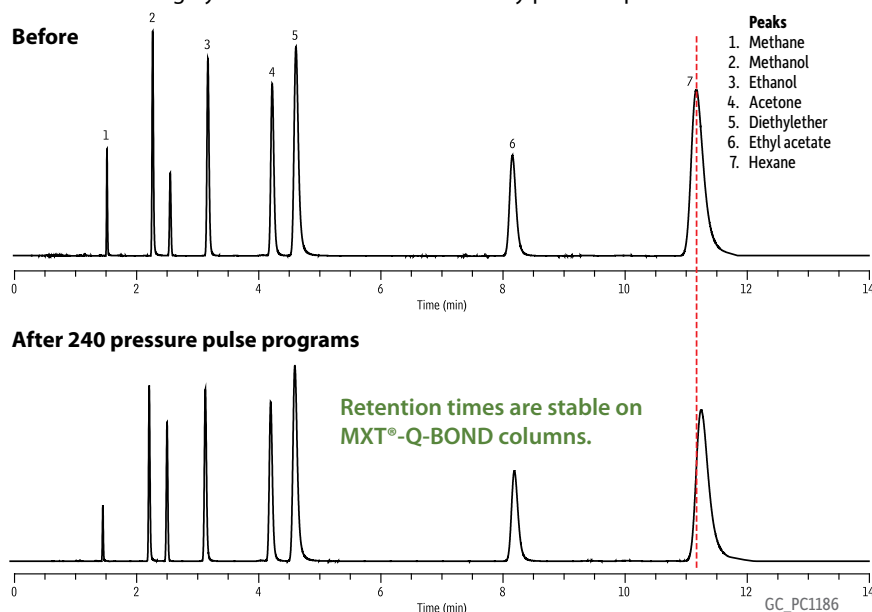 Before
Peaks
1. Methane
2. Methanol
3. Ethanol
4. Acetone
5. Diethylether
6. Ethyl acetate
7. Hexane
1
2
3
4
5
6
7
0 2 4 6 8 10 12 14
Time (min)
After 240 pressure pulse programs
Retention times are stable on
MXT®-Q-BOND columns.
0 2 4 6 8 10 12 14
Time (min)
GC_PC1186